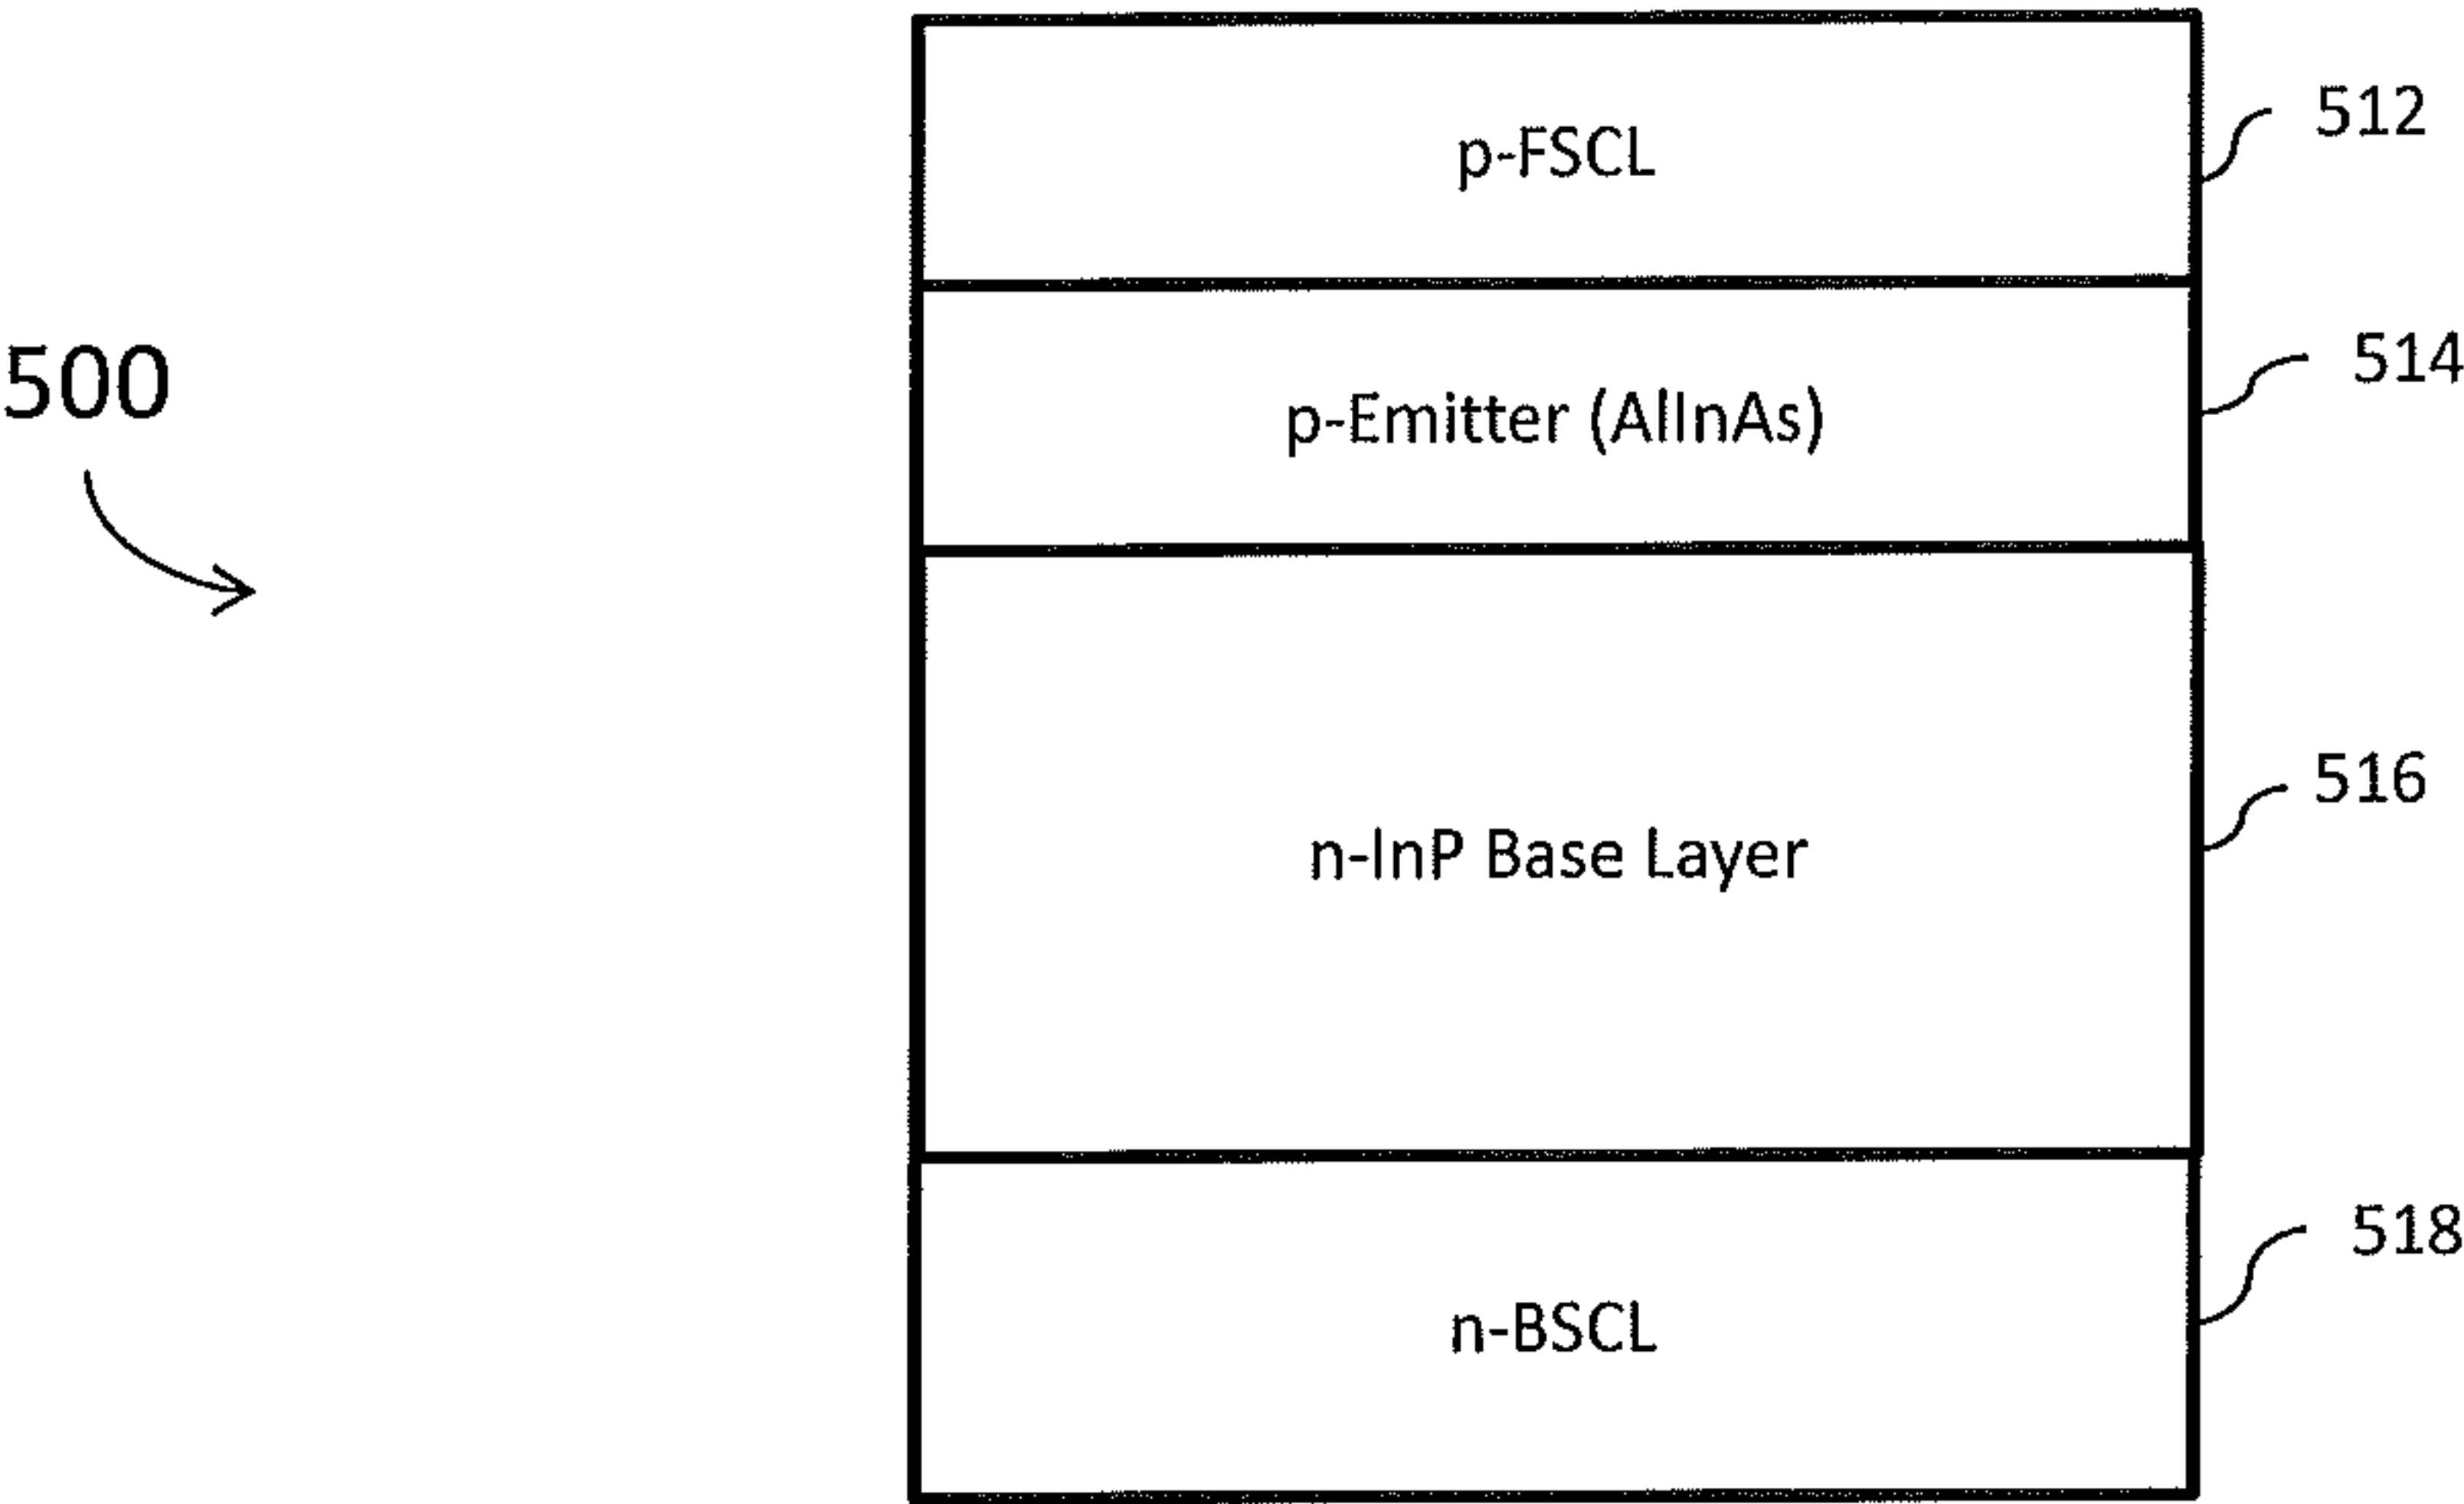 512
p-FSCL
500
514
p-Emitter (AlInAs)
516
n-InP Base Layer
518
n-BSCL